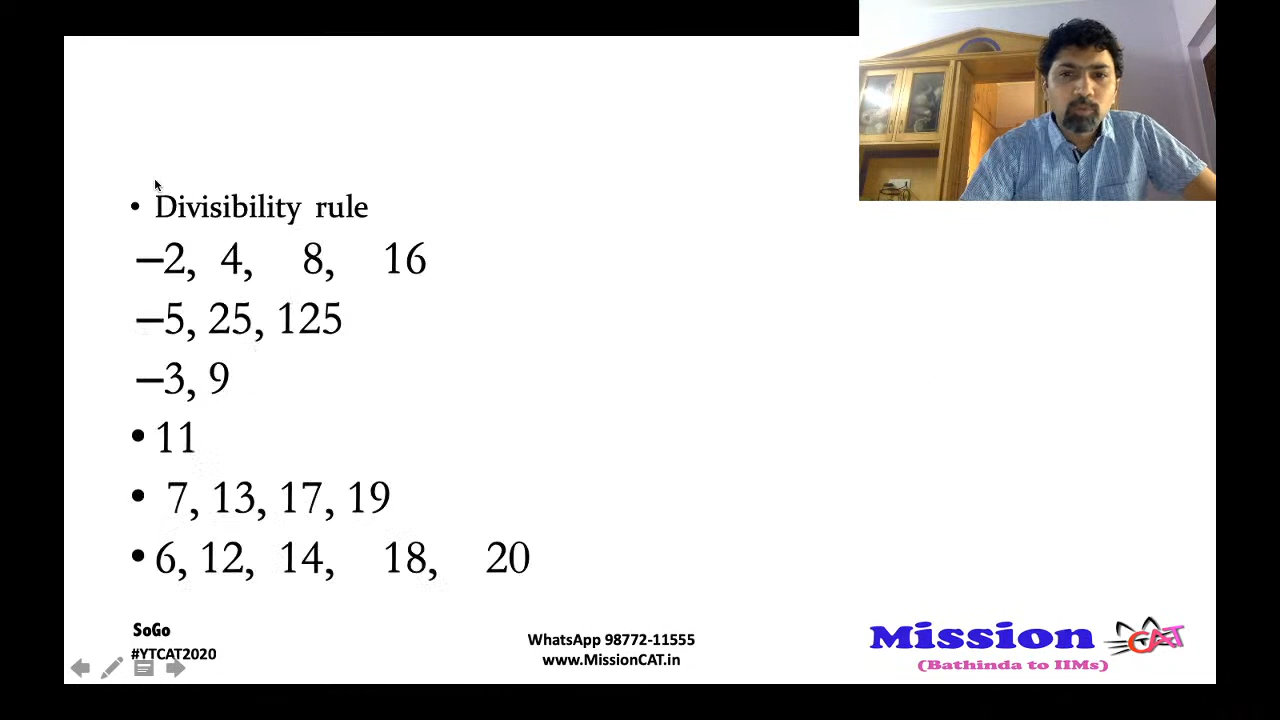 • Divisibility rule
–2, 4, 8, 16
–5, 25, 125
–3, 9
• 11
• 7, 13, 17, 19
• 6, 12, 14, 18, 20
SoGo
#YTCAT2020
WhatsApp 98772-11555
www.MissionCAT.in
Mission CAT
(Bathinda to IIMs)